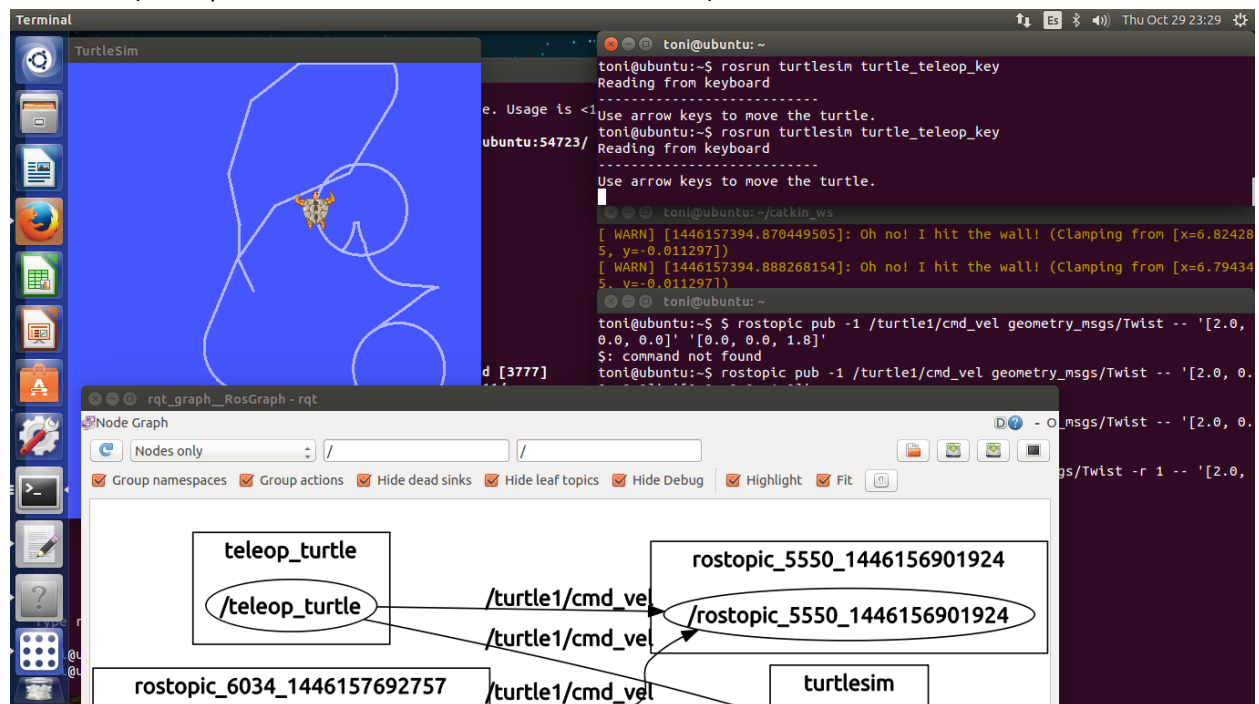 Terminal
Es
Thu Oct 29 23:29
TurtleSim
e. Usage is <1
ubuntu:54723/
d [3777]
toni@ubuntu: ~
toni@ubuntu:~$ rosrun turtlesim turtle_teleop_key
Reading from keyboard
---------------------------
Use arrow keys to move the turtle.
toni@ubuntu:~$ rosrun turtlesim turtle_teleop_key
Reading from keyboard
---------------------------
Use arrow keys to move the turtle.
toni@ubuntu: ~/catkin_ws
[ WARN] [1446157394.870449505]: Oh no! I hit the wall! (Clamping from [x=6.82428
5, y=-0.011297])
[ WARN] [1446157394.888268154]: Oh no! I hit the wall! (Clamping from [x=6.79434
5, y=-0.011297])
toni@ubuntu: ~
toni@ubuntu:~$ $ rostopic pub -1 /turtle1/cmd_vel geometry_msgs/Twist -- '[2.0,
0.0, 0.0]' '[0.0, 0.0, 1.8]'
$: command not found
toni@ubuntu:~$ rostopic pub -1 /turtle1/cmd_vel geometry_msgs/Twist -- '[2.0, 0.
_msgs/Twist -- '[2.0, 0.
gs/Twist -r 1 -- '[2.0,
rqt_graph__RosGraph - rqt
Node Graph
D
- O
Nodes only
/
/
Group namespaces
Group actions
Hide dead sinks
Hide leaf topics
Hide Debug
Highlight
Fit
teleop_turtle
/teleop_turtle
/turtle1/cmd_vel
rostopic_5550_1446156901924
/rostopic_5550_1446156901924
/turtle1/cmd_vel
rostopic_6034_1446157692757
/turtle1/cmd_vel
turtlesim